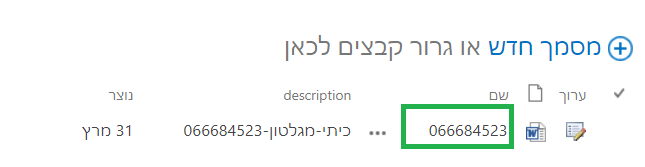 מסמך חדש או גרור קבצים לכאן
ערוך שם description נוצר
066684523 ... כיתי-מגלטון-066684523 31 מרץ